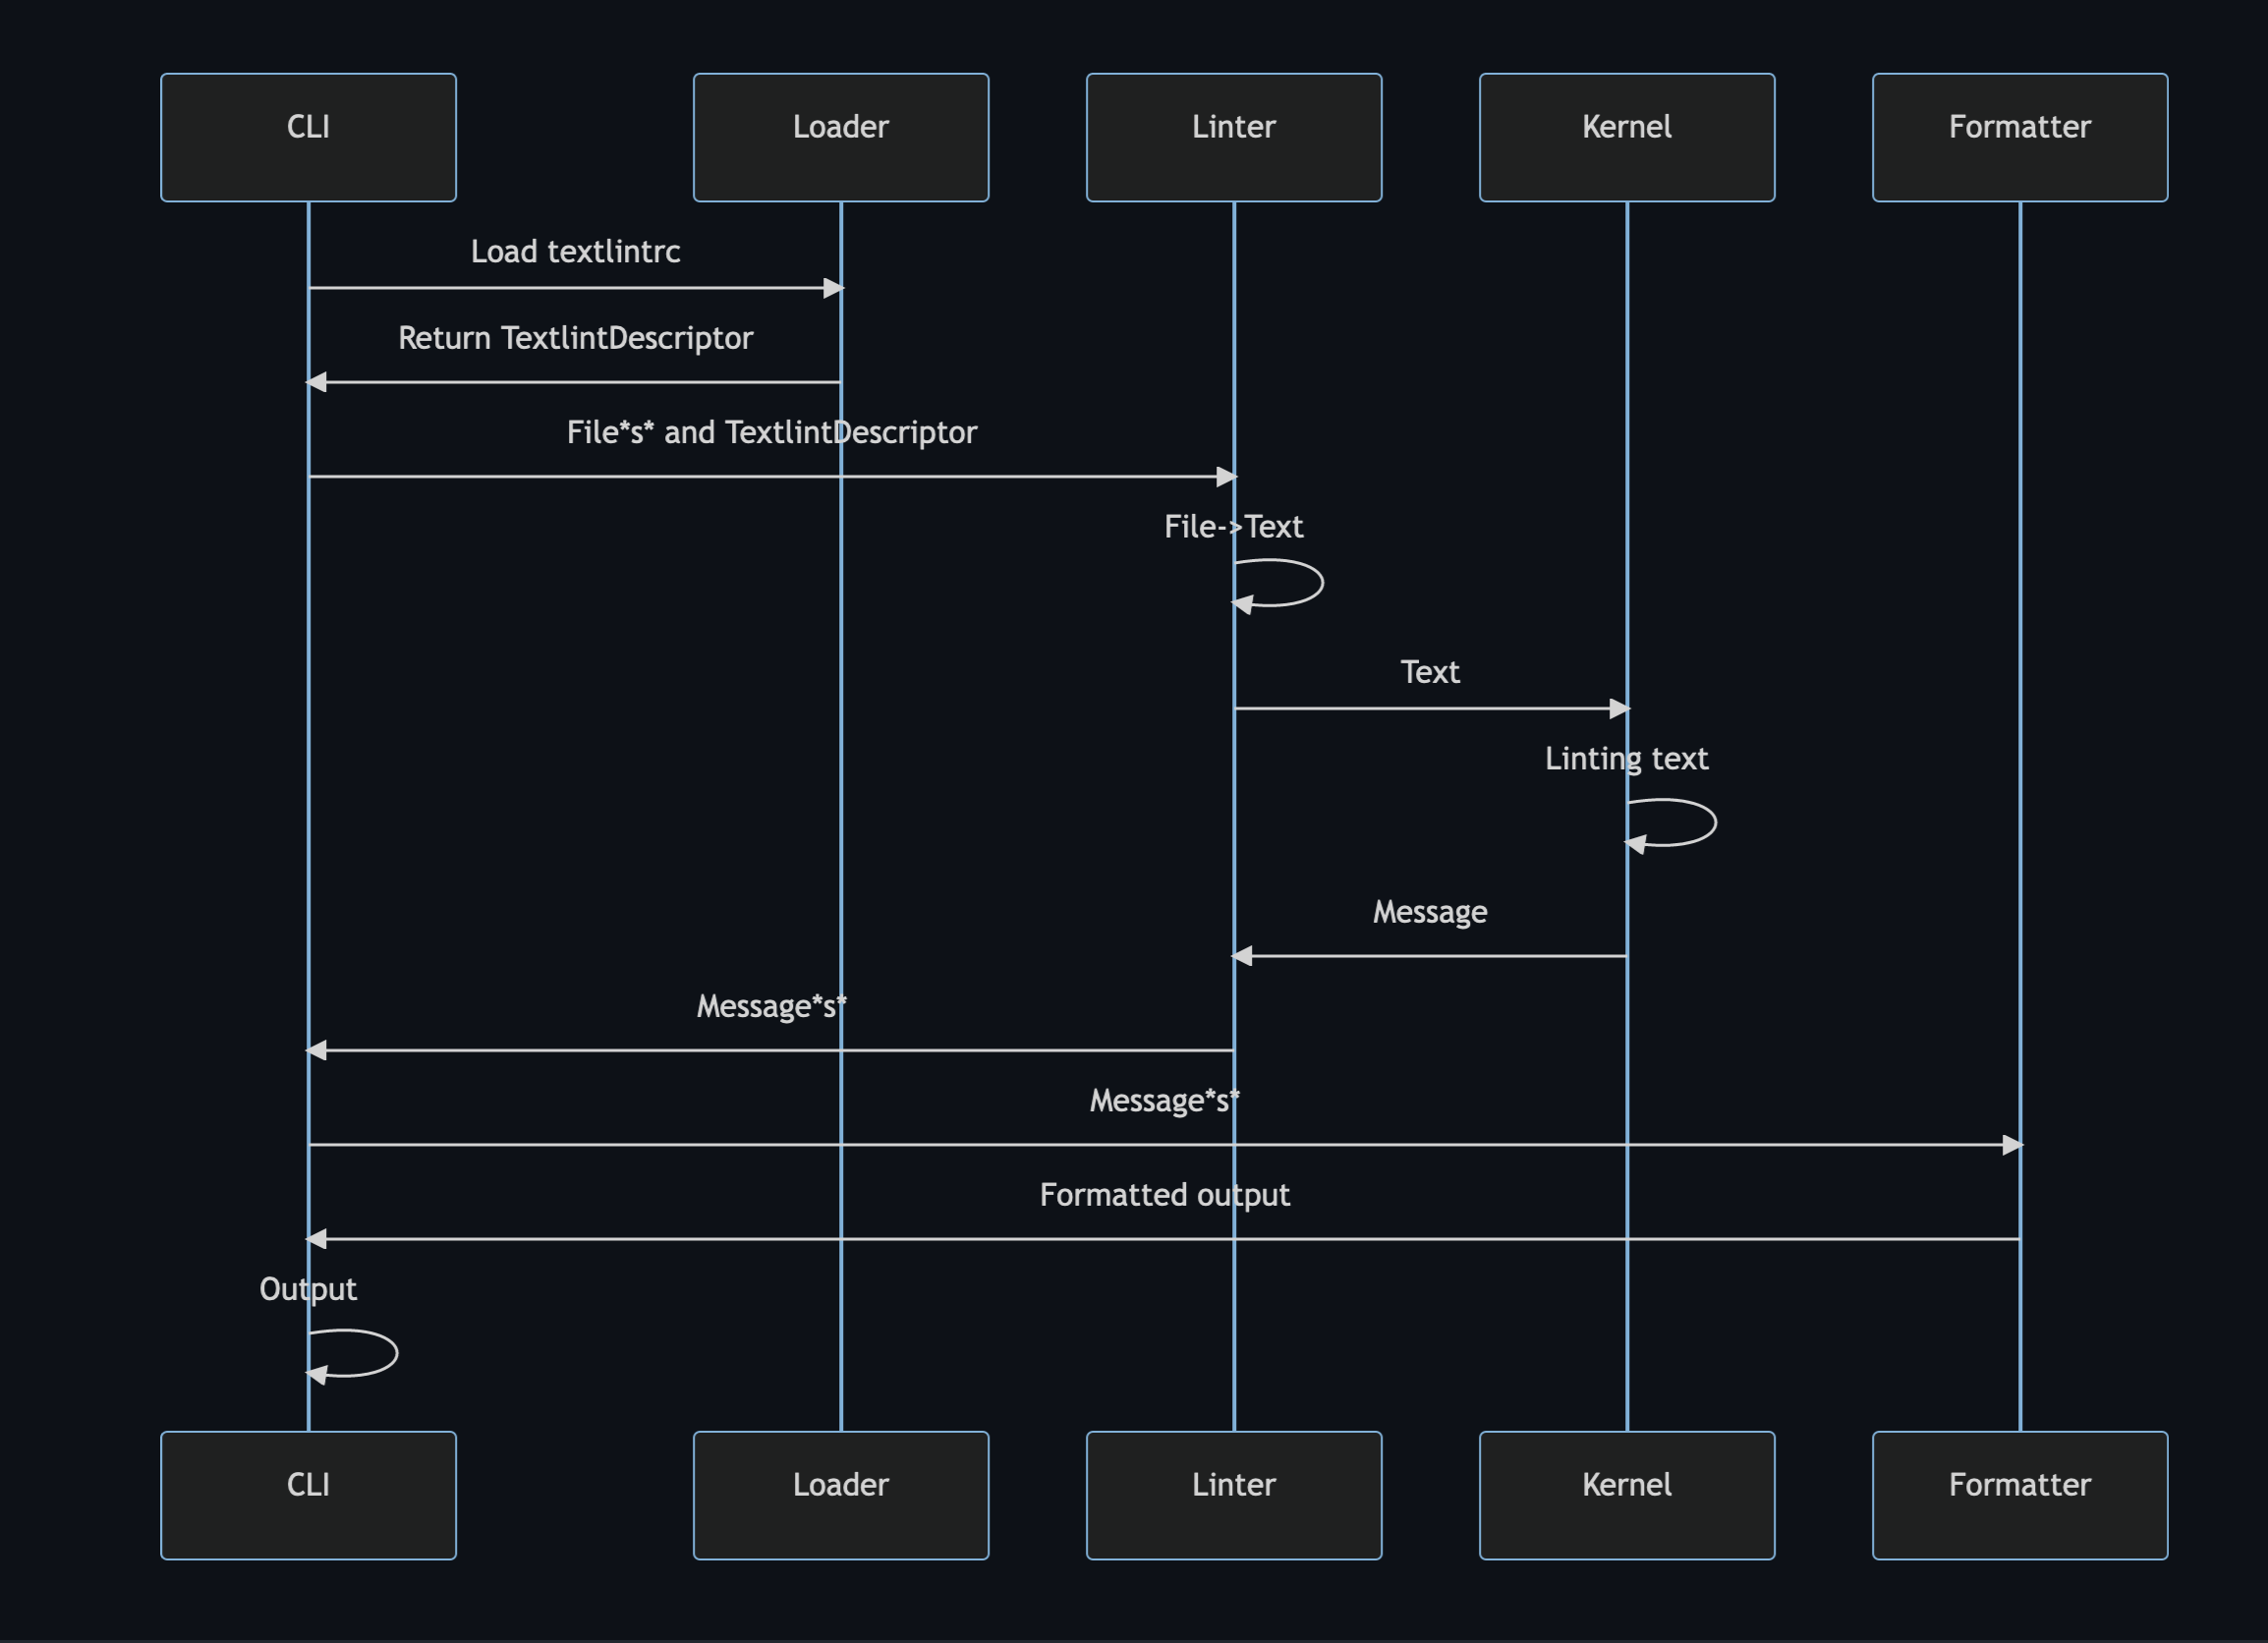 CLI
Loader
Linter
Kernel
Formatter
Load textlintrc
Return TextlintDescriptor
File*s* and TextlintDescriptor
File->Text
Text
Linting text
Message
Message*s*
Message*s*
Formatted output
Output
CLI
Loader
Linter
Kernel
Formatter